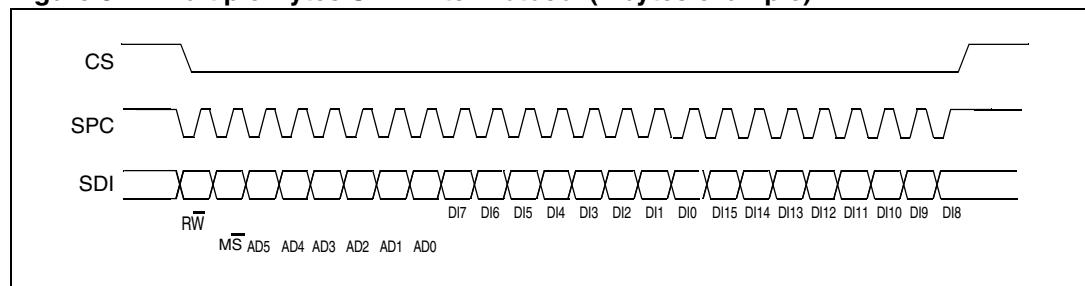 CS
SPC
SDI
DI7 DI6 DI5 DI4 DI3 DI2 DI1 DI0 DI15 DI14 DI13 DI12 DI11 DI10 DI9 DI8
RW̅
MS̅ AD5 AD4 AD3 AD2 AD1 AD0